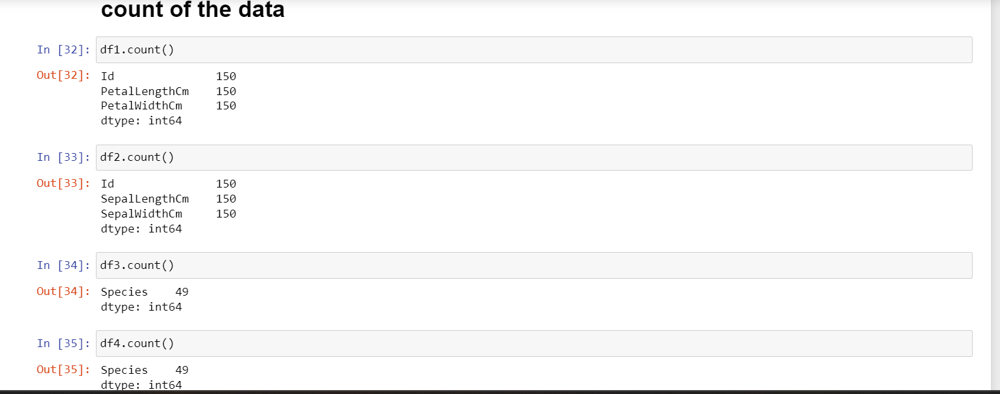 count of the data
In [32]: df1.count()
Out[32]: Id 150
PetalLengthCm 150
PetalWidthCm 150
dtype: int64
In [33]: df2.count()
Out[33]: Id 150
SepalLengthCm 150
SepalWidthCm 150
dtype: int64
In [34]: df3.count()
Out[34]: Species 49
dtype: int64
In [35]: df4.count()
Out[35]: Species 49
dtype: int64